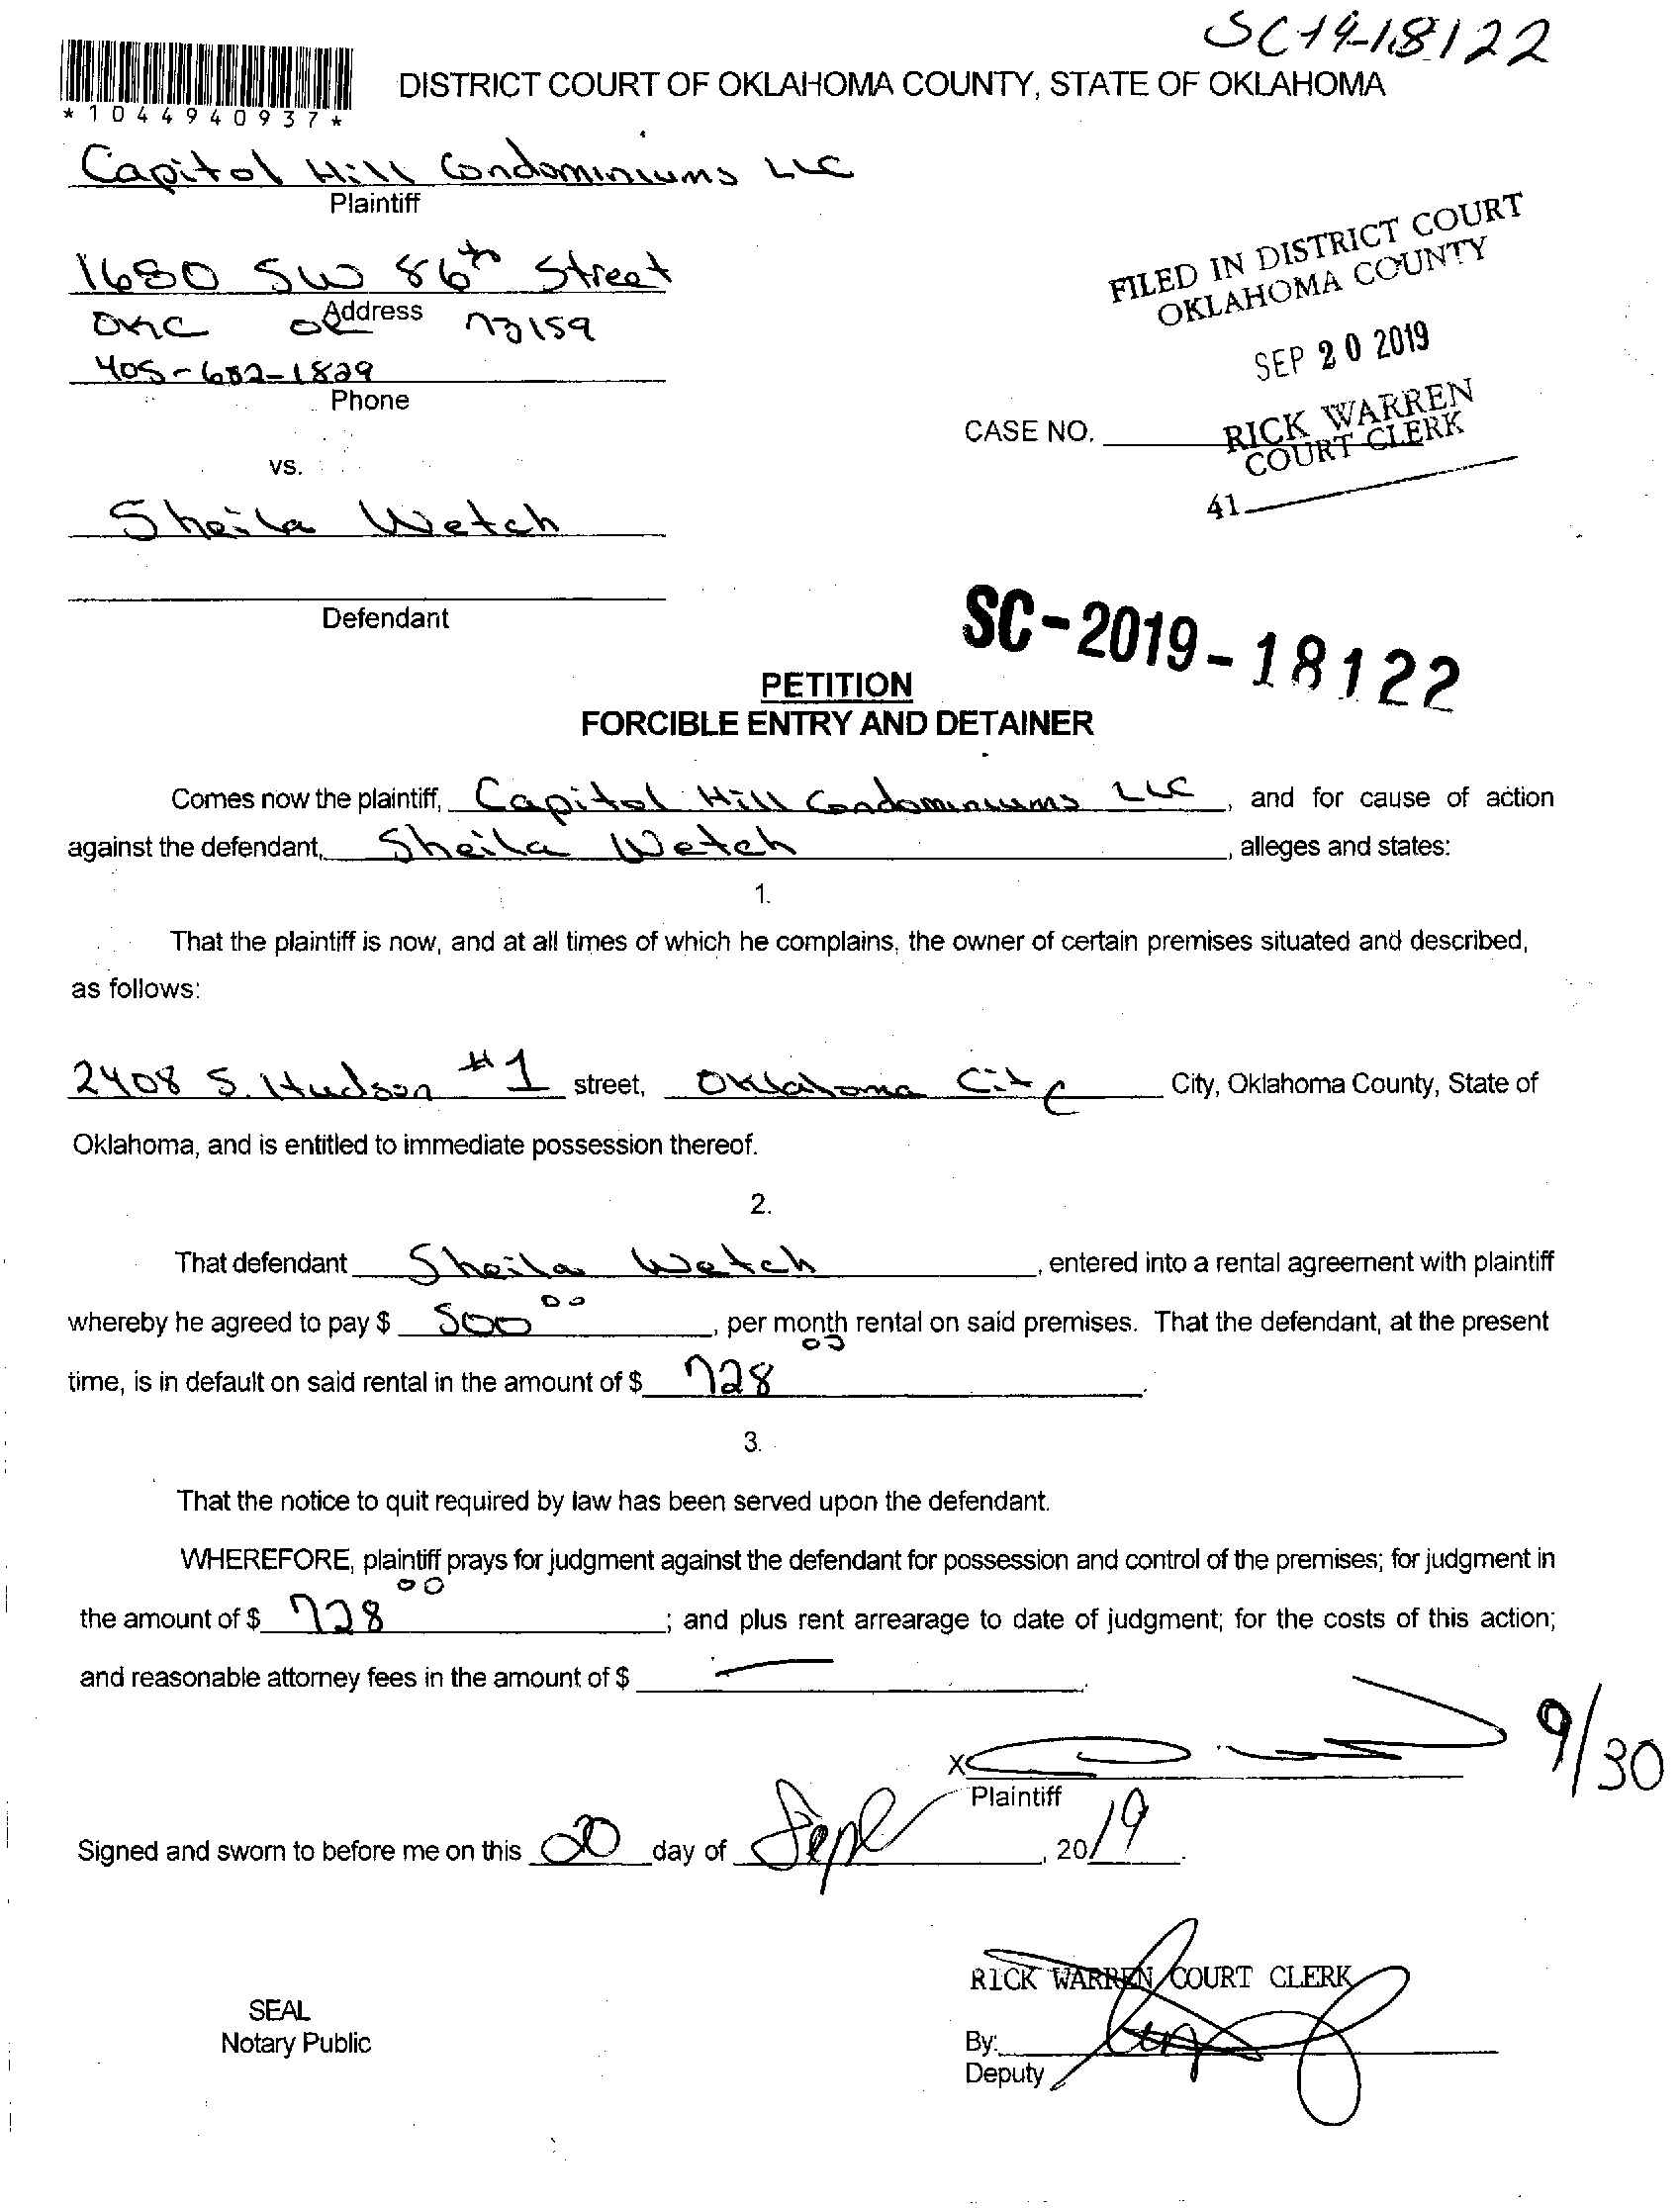 SC19-18122
*1044940937*
DISTRICT COURT OF OKLAHOMA COUNTY, STATE OF OKLAHOMA
Capitol Hill Condominiums LLC
Plaintiff
1680 SW 86th Street
Address
OKC OK 73159
405-682-1829
Phone
FILED IN DISTRICT COURT
OKLAHOMA COUNTY
SEP 20 2019
RICK WARREN
COURT CLERK
41
CASE NO.
vs.
Sheila Wetch
Defendant
SC-2019-18122
PETITION
FORCIBLE ENTRY AND DETAINER
Comes now the plaintiff, Capitol Hill Condominiums LLC, and for cause of action
against the defendant, Sheila Wetch, alleges and states:
1.
That the plaintiff is now, and at all times of which he complains, the owner of certain premises situated and described,
as follows:
2408 S. Hudson #1 street, Oklahoma City City, Oklahoma County, State of
Oklahoma, and is entitled to immediate possession thereof.
2.
That defendant Sheila Wetch, entered into a rental agreement with plaintiff
whereby he agreed to pay $ 500 00, per month rental on said premises. That the defendant, at the present
time, is in default on said rental in the amount of $ 728 00.
3.
That the notice to quit required by law has been served upon the defendant.
WHEREFORE, plaintiff prays for judgment against the defendant for possession and control of the premises; for judgment in
the amount of $ 728 00; and plus rent arrearage to date of judgment; for the costs of this action;
and reasonable attorney fees in the amount of $ —.
X
9/30
Plaintiff
Signed and sworn to before me on this 20 day of Sept, 2019.
RICK WARREN COURT CLERK
SEAL
Notary Public
By:
Deputy